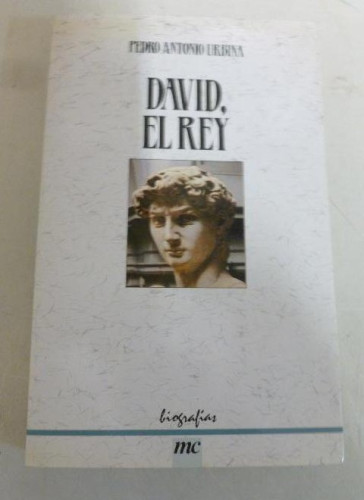 PEDRO ANTONIO URBINA
DAVID,
EL REY
biografías
mc